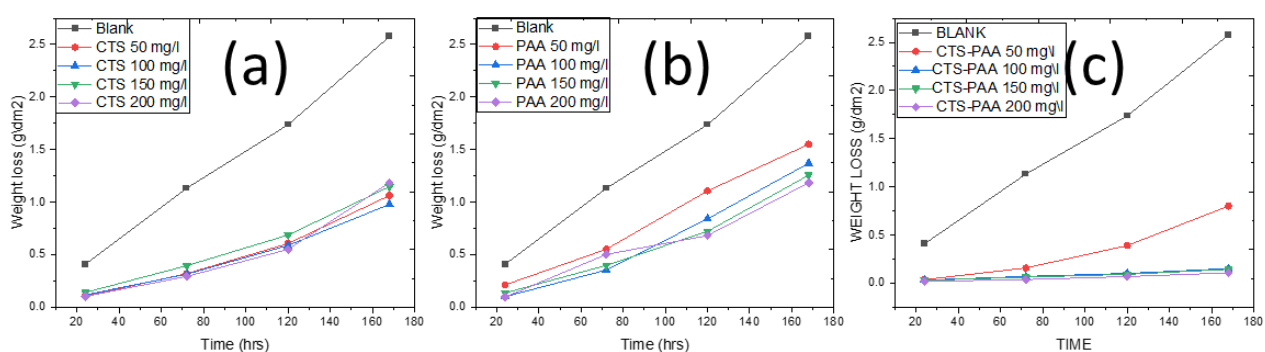 Blank
CTS 50 mg/l
CTS 100 mg/l
CTS 150 mg/l
CTS 200 mg/l
(a)
2.5
2.0
1.5
1.0
0.5
0.0
Weight loss (g\dm2)
20 40 60 80 100 120 140 160 180
Time (hrs)
Blank
PAA 50 mg/l
PAA 100 mg/l
PAA 150 mg/l
PAA 200 mg/l
(b)
2.5
2.0
1.5
1.0
0.5
0.0
Weight loss (g/dm2)
20 40 60 80 100 120 140 160 180
Time (hrs)
BLANK
CTS-PAA 50 mg\l
CTS-PAA 100 mg\l
CTS-PAA 150 mg\l
CTS-PAA 200 mg\l
(c)
2.5
2.0
1.5
1.0
0.5
0.0
WEIGHT LOSS (g/dm2)
20 40 60 80 100 120 140 160 180
TIME